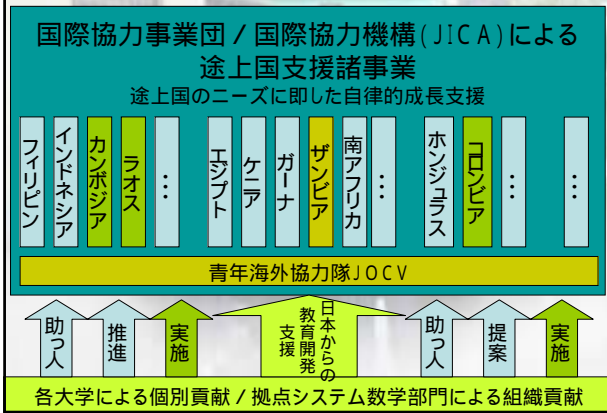 国際協力事業団/国際協力機構(JICA)による
途上国支援諸事業
途上国のニーズに即した自律的成長支援
フィリピン
インドネシア
カンボジア
ラオス
…
エジプト
ケニア
ガーナ
ザンビア
南アフリカ
…
ホンジュラス
コロンビア
…
…
青年海外協力隊JOCV
助っ人
推進
実施
日本からの
教育開発
支援
助っ人
提案
実施
各大学による個別貢献/拠点システム数学部門による組織貢献